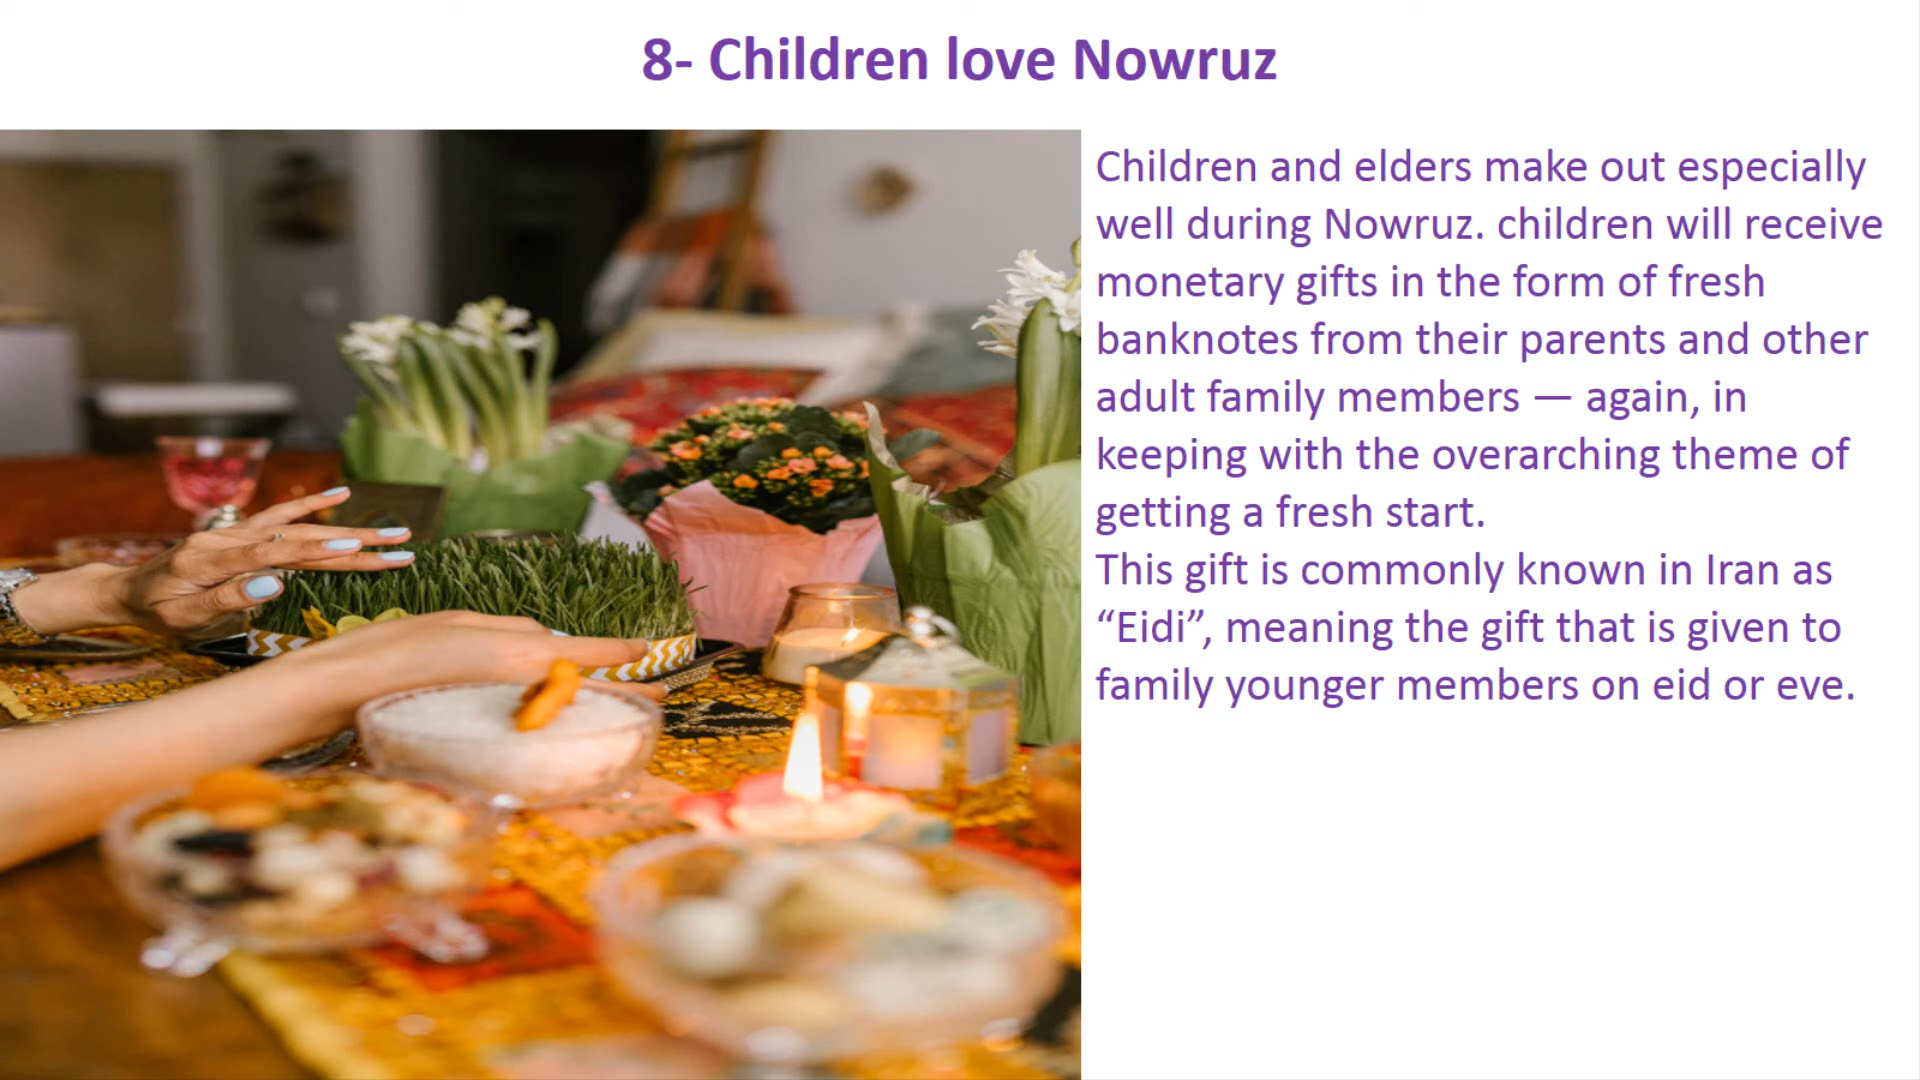 8- Children love Nowruz
Children and elders make out especially
well during Nowruz. children will receive
monetary gifts in the form of fresh
banknotes from their parents and other
adult family members — again, in
keeping with the overarching theme of
getting a fresh start.
This gift is commonly known in Iran as
“Eidi”, meaning the gift that is given to
family younger members on eid or eve.